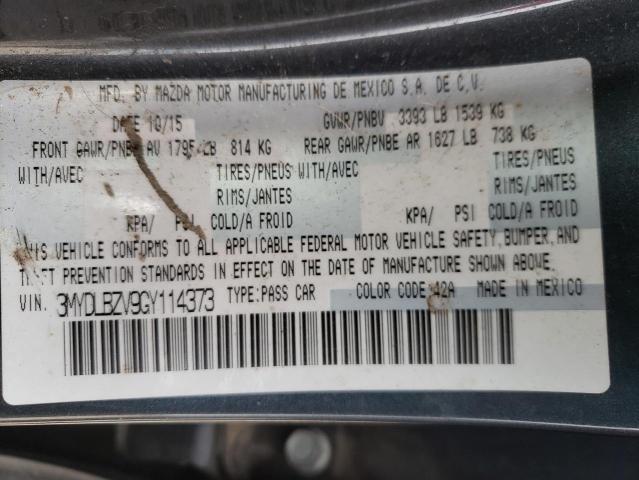 MFD. BY MAZDA MOTOR MANUFACTURING DE MEXICO S.A. DE C.V.
DATE 10/15 GVWR/PNBV 3393 LB 1539 KG
FRONT GAWR/PNBE AV 1795 LB 814 KG REAR GAWR/PNBE AR 1627 LB 738 KG
WITH/AVEC TIRES/PNEUS WITH/AVEC TIRES/PNEUS
RIMS/JANTES RIMS/JANTES
KPA/ PSI COLD/A FROID KPA/ PSI COLD/A FROID
THIS VEHICLE CONFORMS TO ALL APPLICABLE FEDERAL MOTOR VEHICLE SAFETY, BUMPER, AND
THEFT PREVENTION STANDARDS IN EFFECT ON THE DATE OF MANUFACTURE SHOWN ABOVE.
VIN. 3MYDLBZV9GY114373 TYPE:PASS CAR COLOR CODE:42A MADE IN MEXICO